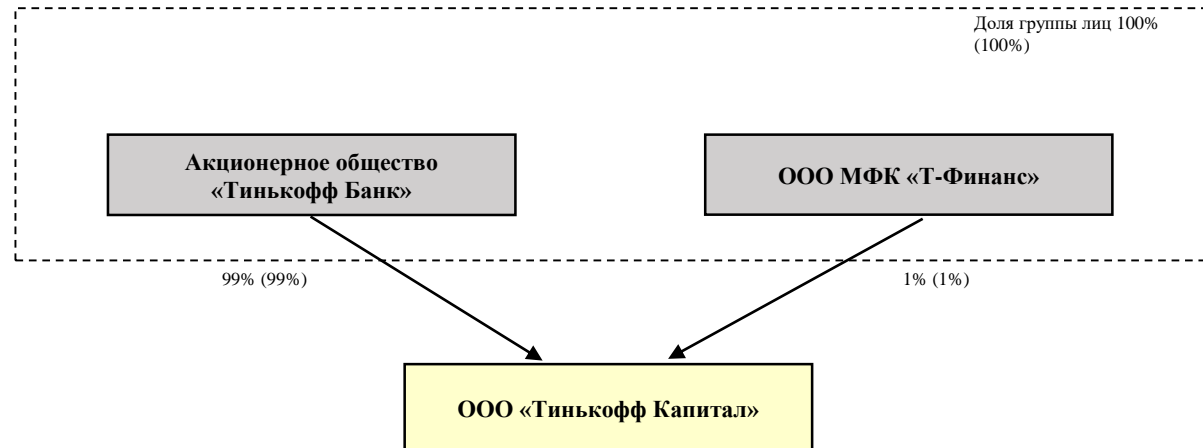 Доля группы лиц 100%
(100%)
Акционерное общество
«Тинькофф Банк»
ООО МФК «Т-Финанс»
99% (99%)
1% (1%)
ООО «Тинькофф Капитал»